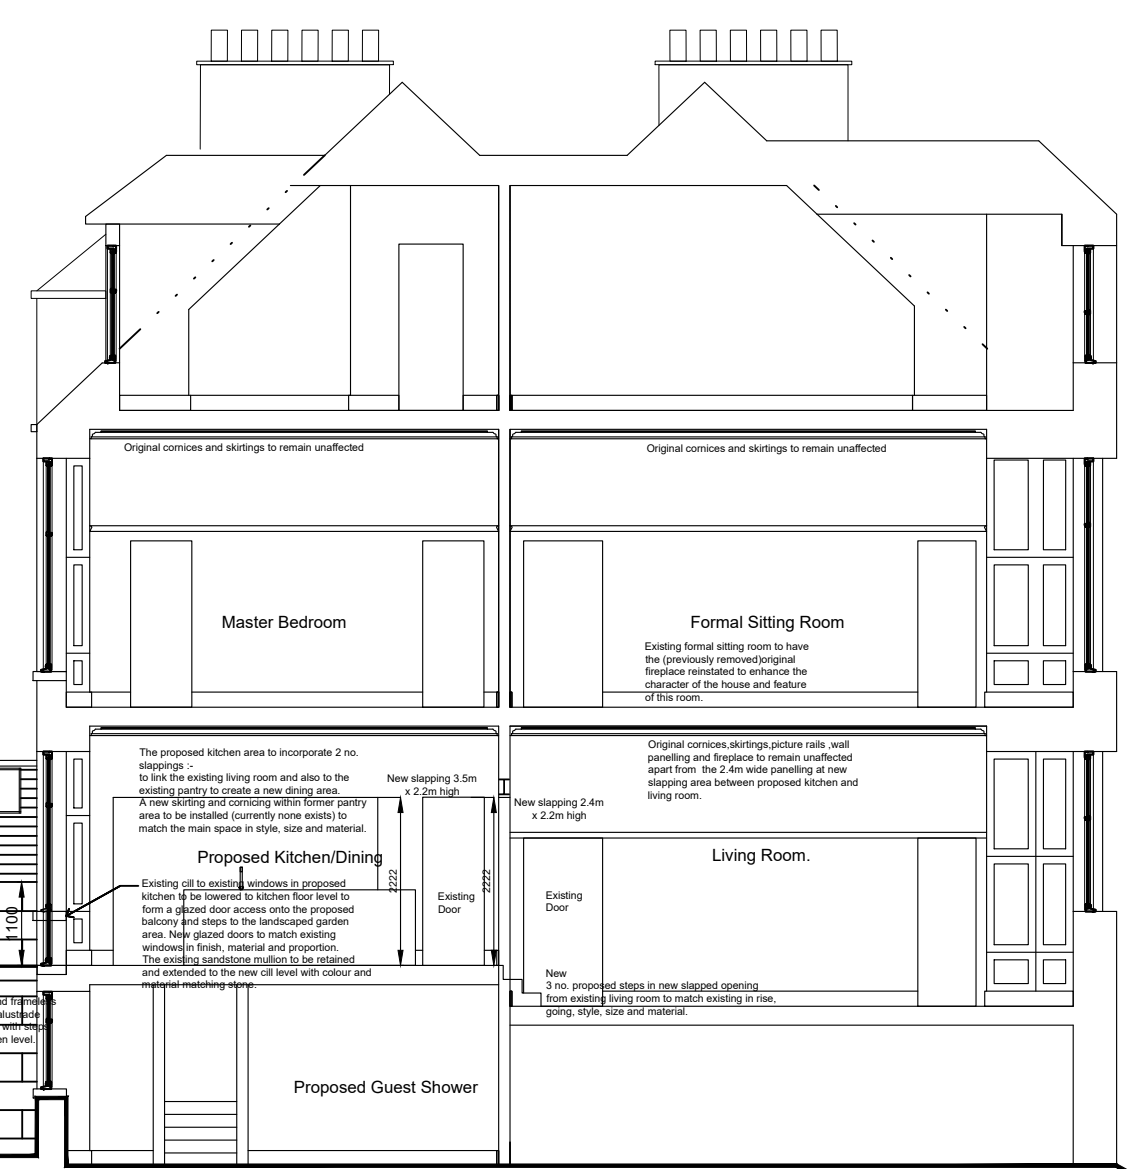 Original cornices and skirtings to remain unaffected
Original cornices and skirtings to remain unaffected
Master Bedroom
Formal Sitting Room
Existing formal sitting room to have
the (previously removed)original
fireplace reinstated to enhance the
character of the house and feature
of this room.
The proposed kitchen area to incorporate 2 no.
slappings :-
to link the existing living room and also to the
existing pantry to create a new dining area.
A new skirting and cornicing within former pantry
area to be installed (currently none exists) to
match the main space in style, size and material.
New slapping 3.5m
x 2.2m high
New slapping 2.4m
x 2.2m high
Original cornices,skirtings,picture rails ,wall
panelling and fireplace to remain unaffected
apart from the 2.4m wide panelling at new
slapping area between proposed kitchen and
living room.
Proposed Kitchen/Dining
Living Room.
Existing cill to existing windows in proposed
kitchen to be lowered to kitchen floor level to
form a glazed door access onto the proposed
balcony and steps to the landscaped garden
area. New glazed doors to match existing
windows in finish, material and proportion.
The existing sandstone mullion to be retained
and extended to the new cill level with colour and
material matching stone.
2222
Existing
Door
2222
Existing
Door
1100
New
3 no. proposed steps in new slapped opening
from existing living room to match existing in rise,
going, style, size and material.
nd frameless
alustrade
with steps
en level.
Proposed Guest Shower